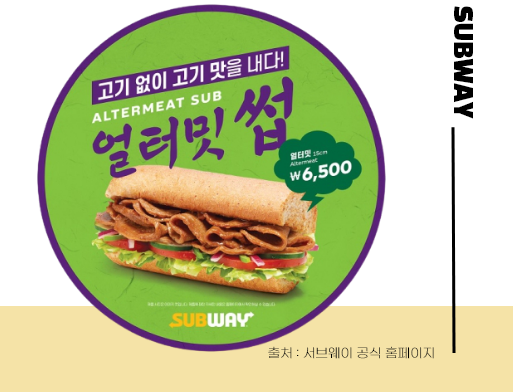 고기 없이 고기 맛을 내다!
ALTERMEAT SUB
얼터밋 썹
얼터밋 15cm
Altermeat
₩6,500
SUBWAY
출처 : 서브웨이 공식 홈페이지
SUBWAY